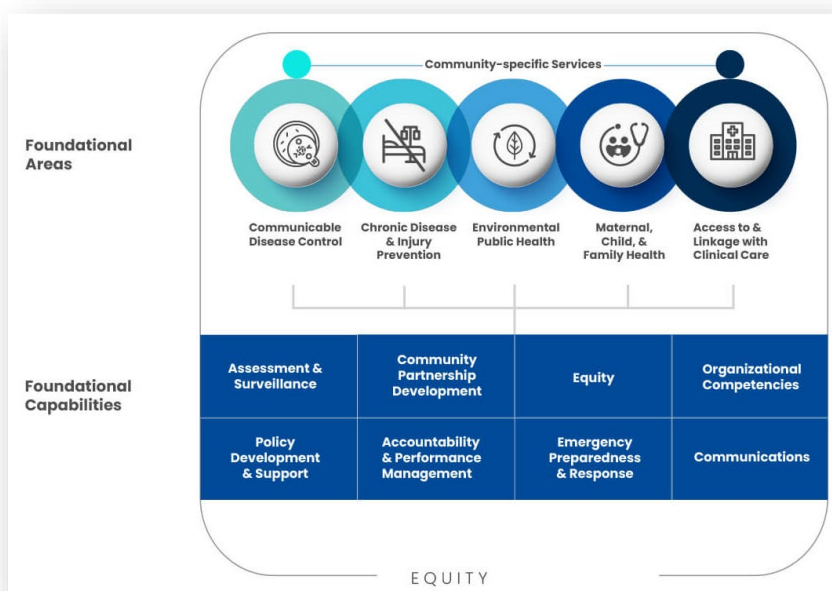 Community-specific Services
Foundational
Areas
Communicable
Disease Control
Chronic Disease
& Injury
Prevention
Environmental
Public Health
Maternal,
Child, &
Family Health
Access to &
Linkage with
Clinical Care
Foundational
Capabilities
Assessment &
Surveillance
Community
Partnership
Development
Equity
Organizational
Competencies
Policy
Development
& Support
Accountability
& Performance
Management
Emergency
Preparedness
& Response
Communications
EQUITY